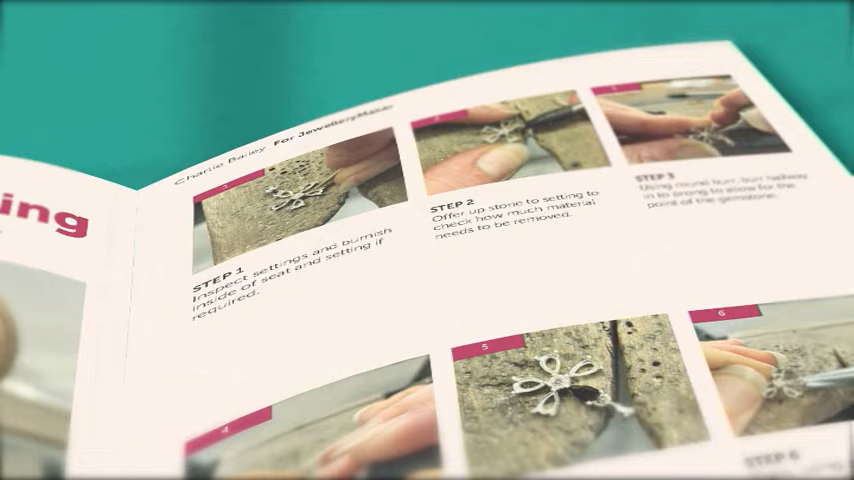 ing
Charlie Bailey For JewelleryMaker
1
2
3
STEP 1
Inspect settings and burnish
inside of seat and setting if
required.
STEP 2
Offer up stone to setting to
check how much material
needs to be removed.
STEP 3
Using round burr, burr halfway
in to prong to allow for the
point of the gemstone.
4
5
6
STEP 6